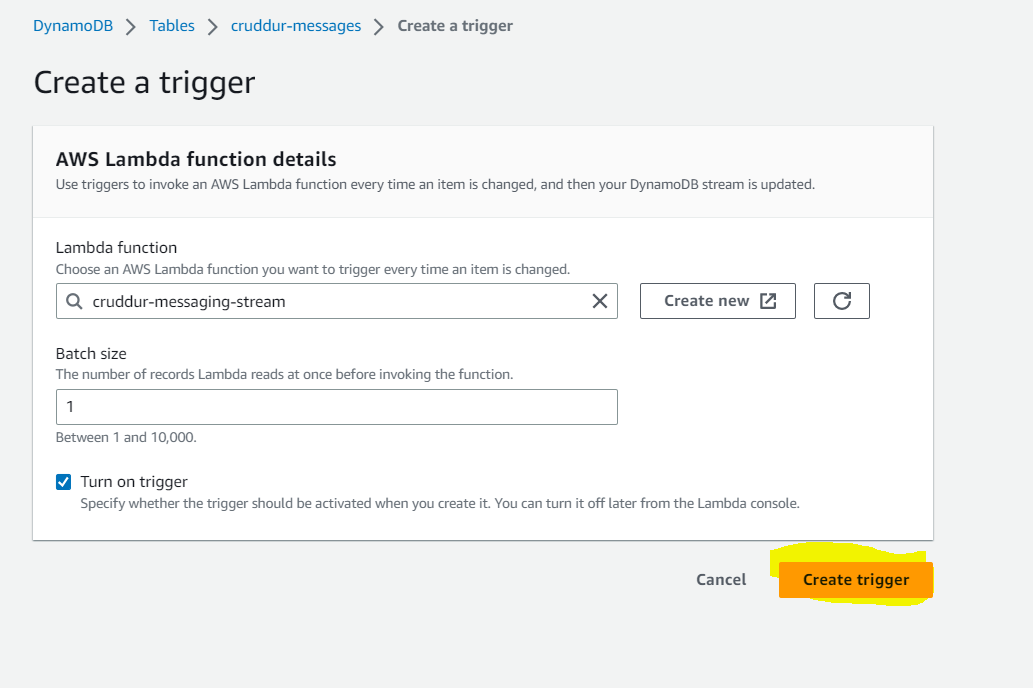 DynamoDB > Tables > cruddur-messages > Create a trigger
Create a trigger
AWS Lambda function details
Use triggers to invoke an AWS Lambda function every time an item is changed, and then your DynamoDB stream is updated.
Lambda function
Choose an AWS Lambda function you want to trigger every time an item is changed.
cruddur-messaging-stream
Create new
Batch size
The number of records Lambda reads at once before invoking the function.
1
Between 1 and 10,000.
Turn on trigger
Specify whether the trigger should be activated when you create it. You can turn it off later from the Lambda console.
Cancel
Create trigger